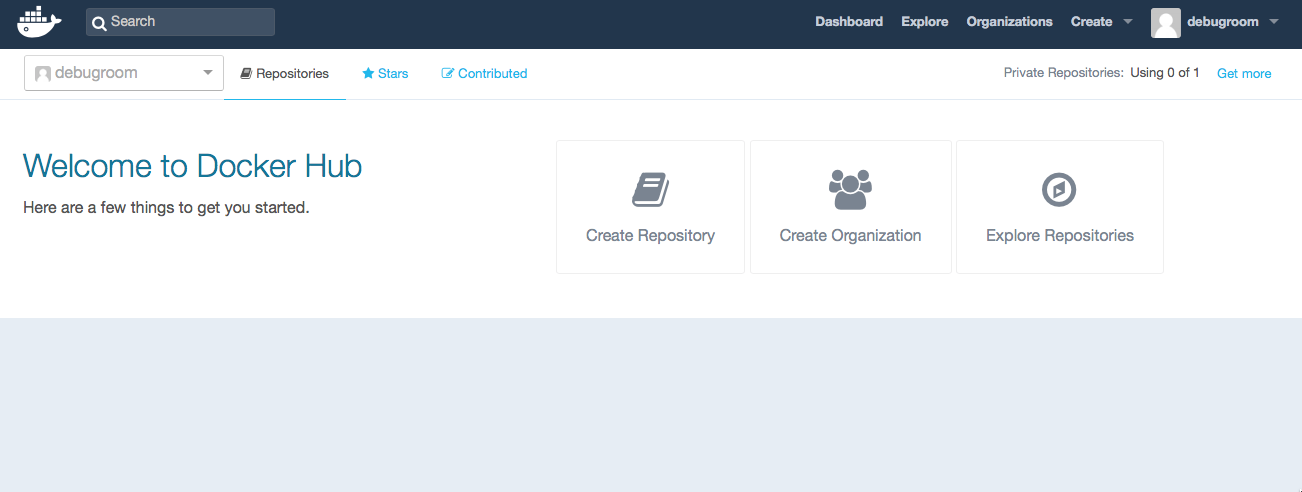 Search
Dashboard Explore Organizations Create debugroom
debugroom Repositories Stars Contributed Private Repositories: Using 0 of 1 Get more
Welcome to Docker Hub
Here are a few things to get you started.
Create Repository Create Organization Explore Repositories